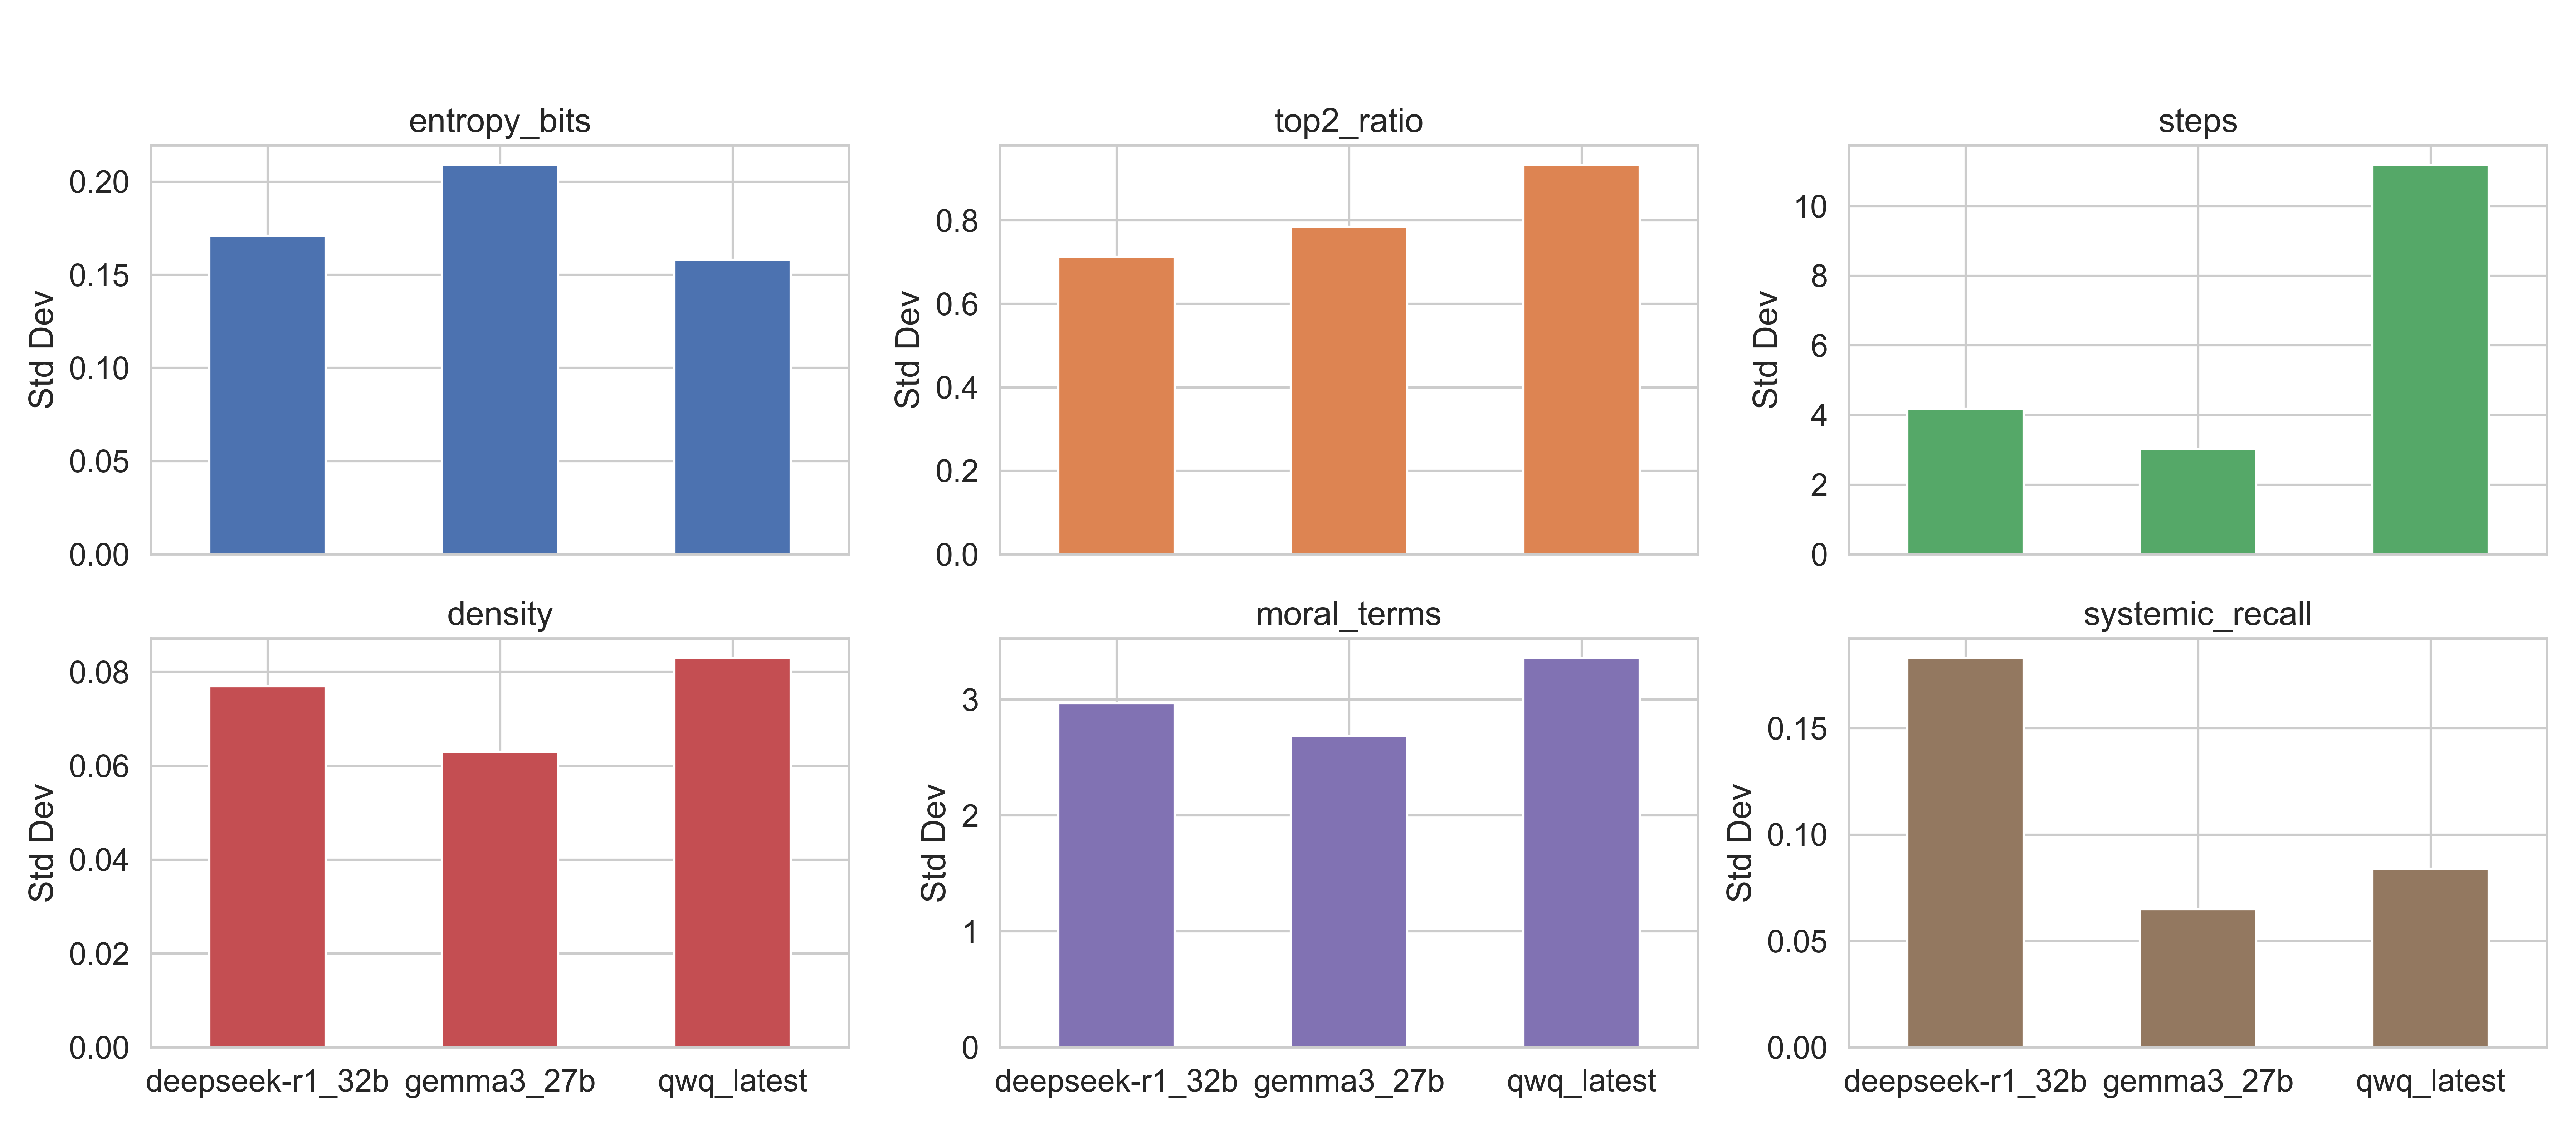 entropy_bits
0.20
0.15
0.10
0.05
0.00
Std Dev
top2_ratio
0.8
0.6
0.4
0.2
0.0
Std Dev
steps
10
8
6
4
2
0
Std Dev
density
0.08
0.06
0.04
0.02
0.00
Std Dev
deepseek-r1_32b gemma3_27b qwq_latest
moral_terms
3
2
1
0
Std Dev
deepseek-r1_32b gemma3_27b qwq_latest
systemic_recall
0.15
0.10
0.05
0.00
Std Dev
deepseek-r1_32b gemma3_27b qwq_latest